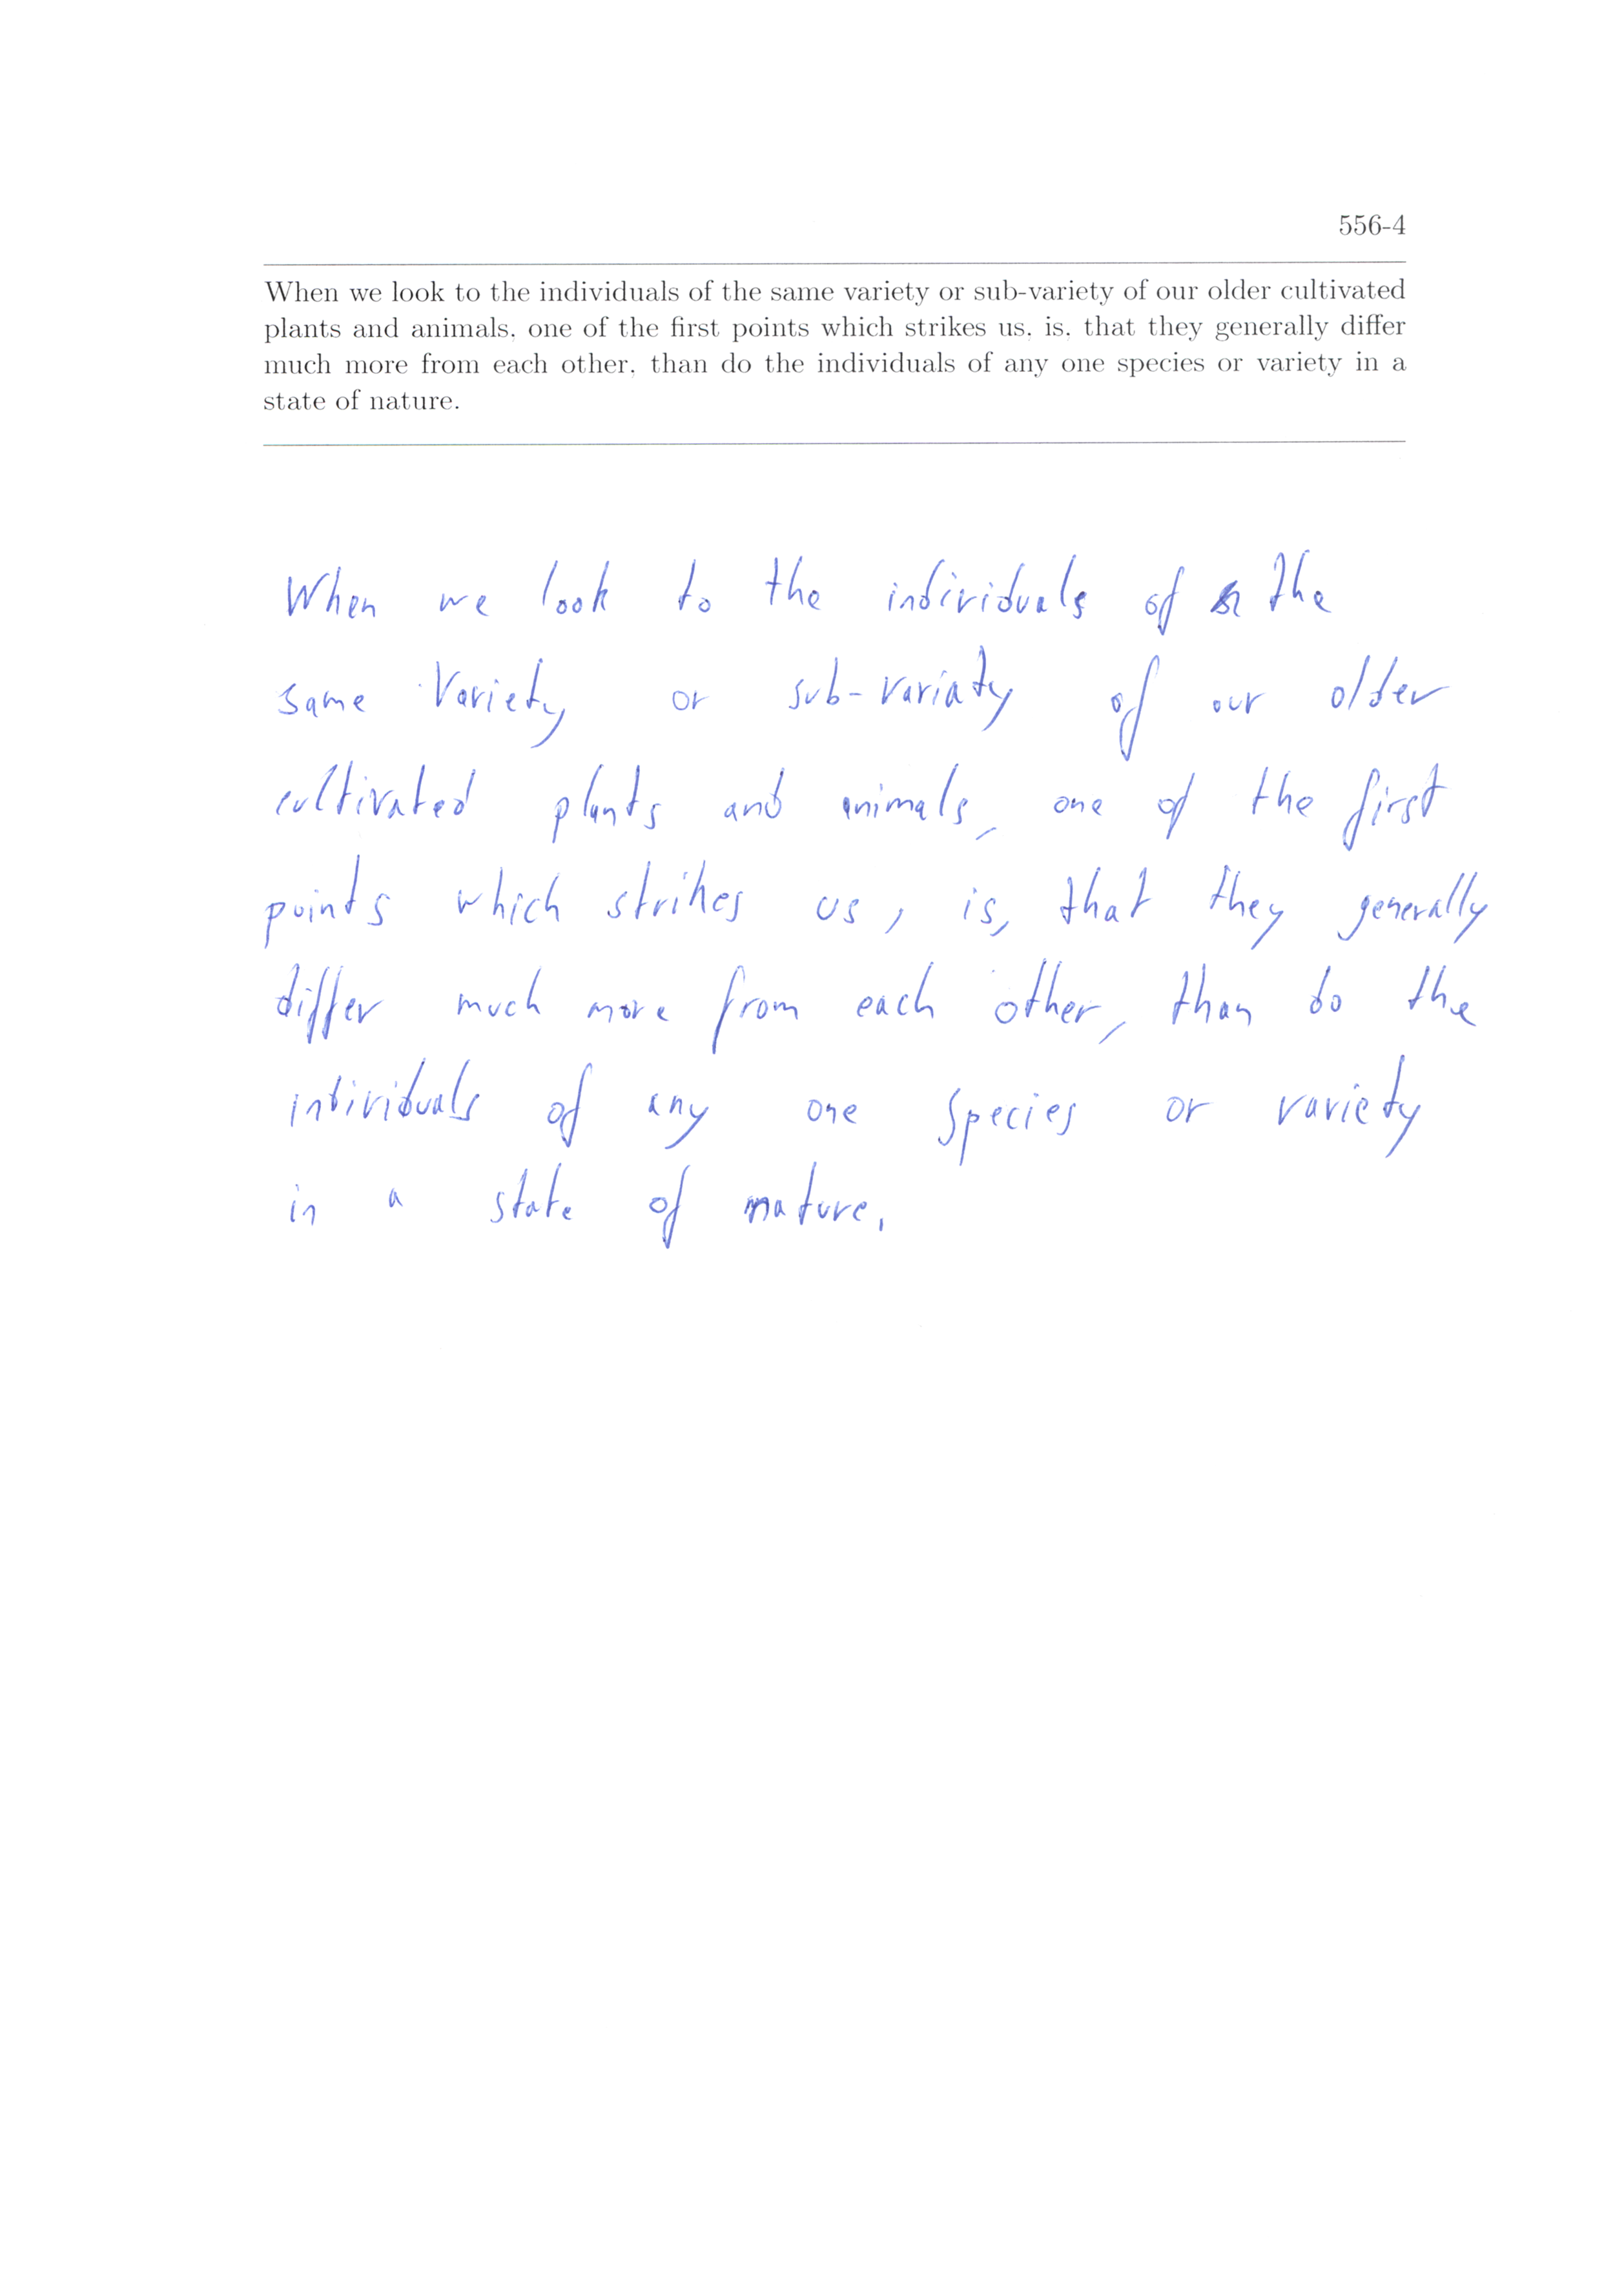 556-4
When we look to the individuals of the same variety or sub-variety of our older cultivated
plants and animals, one of the first points which strikes us, is, that they generally differ
much more from each other, than do the individuals of any one species or variety in a
state of nature.
When we look to the individuals of the
same Variety or sub-variaty of our older
cultivated plants and animals, one of the first
points which strikes us, is, that they generally
differ much more from each other, than do the
individuals of any one species or variety
in a state of nature.